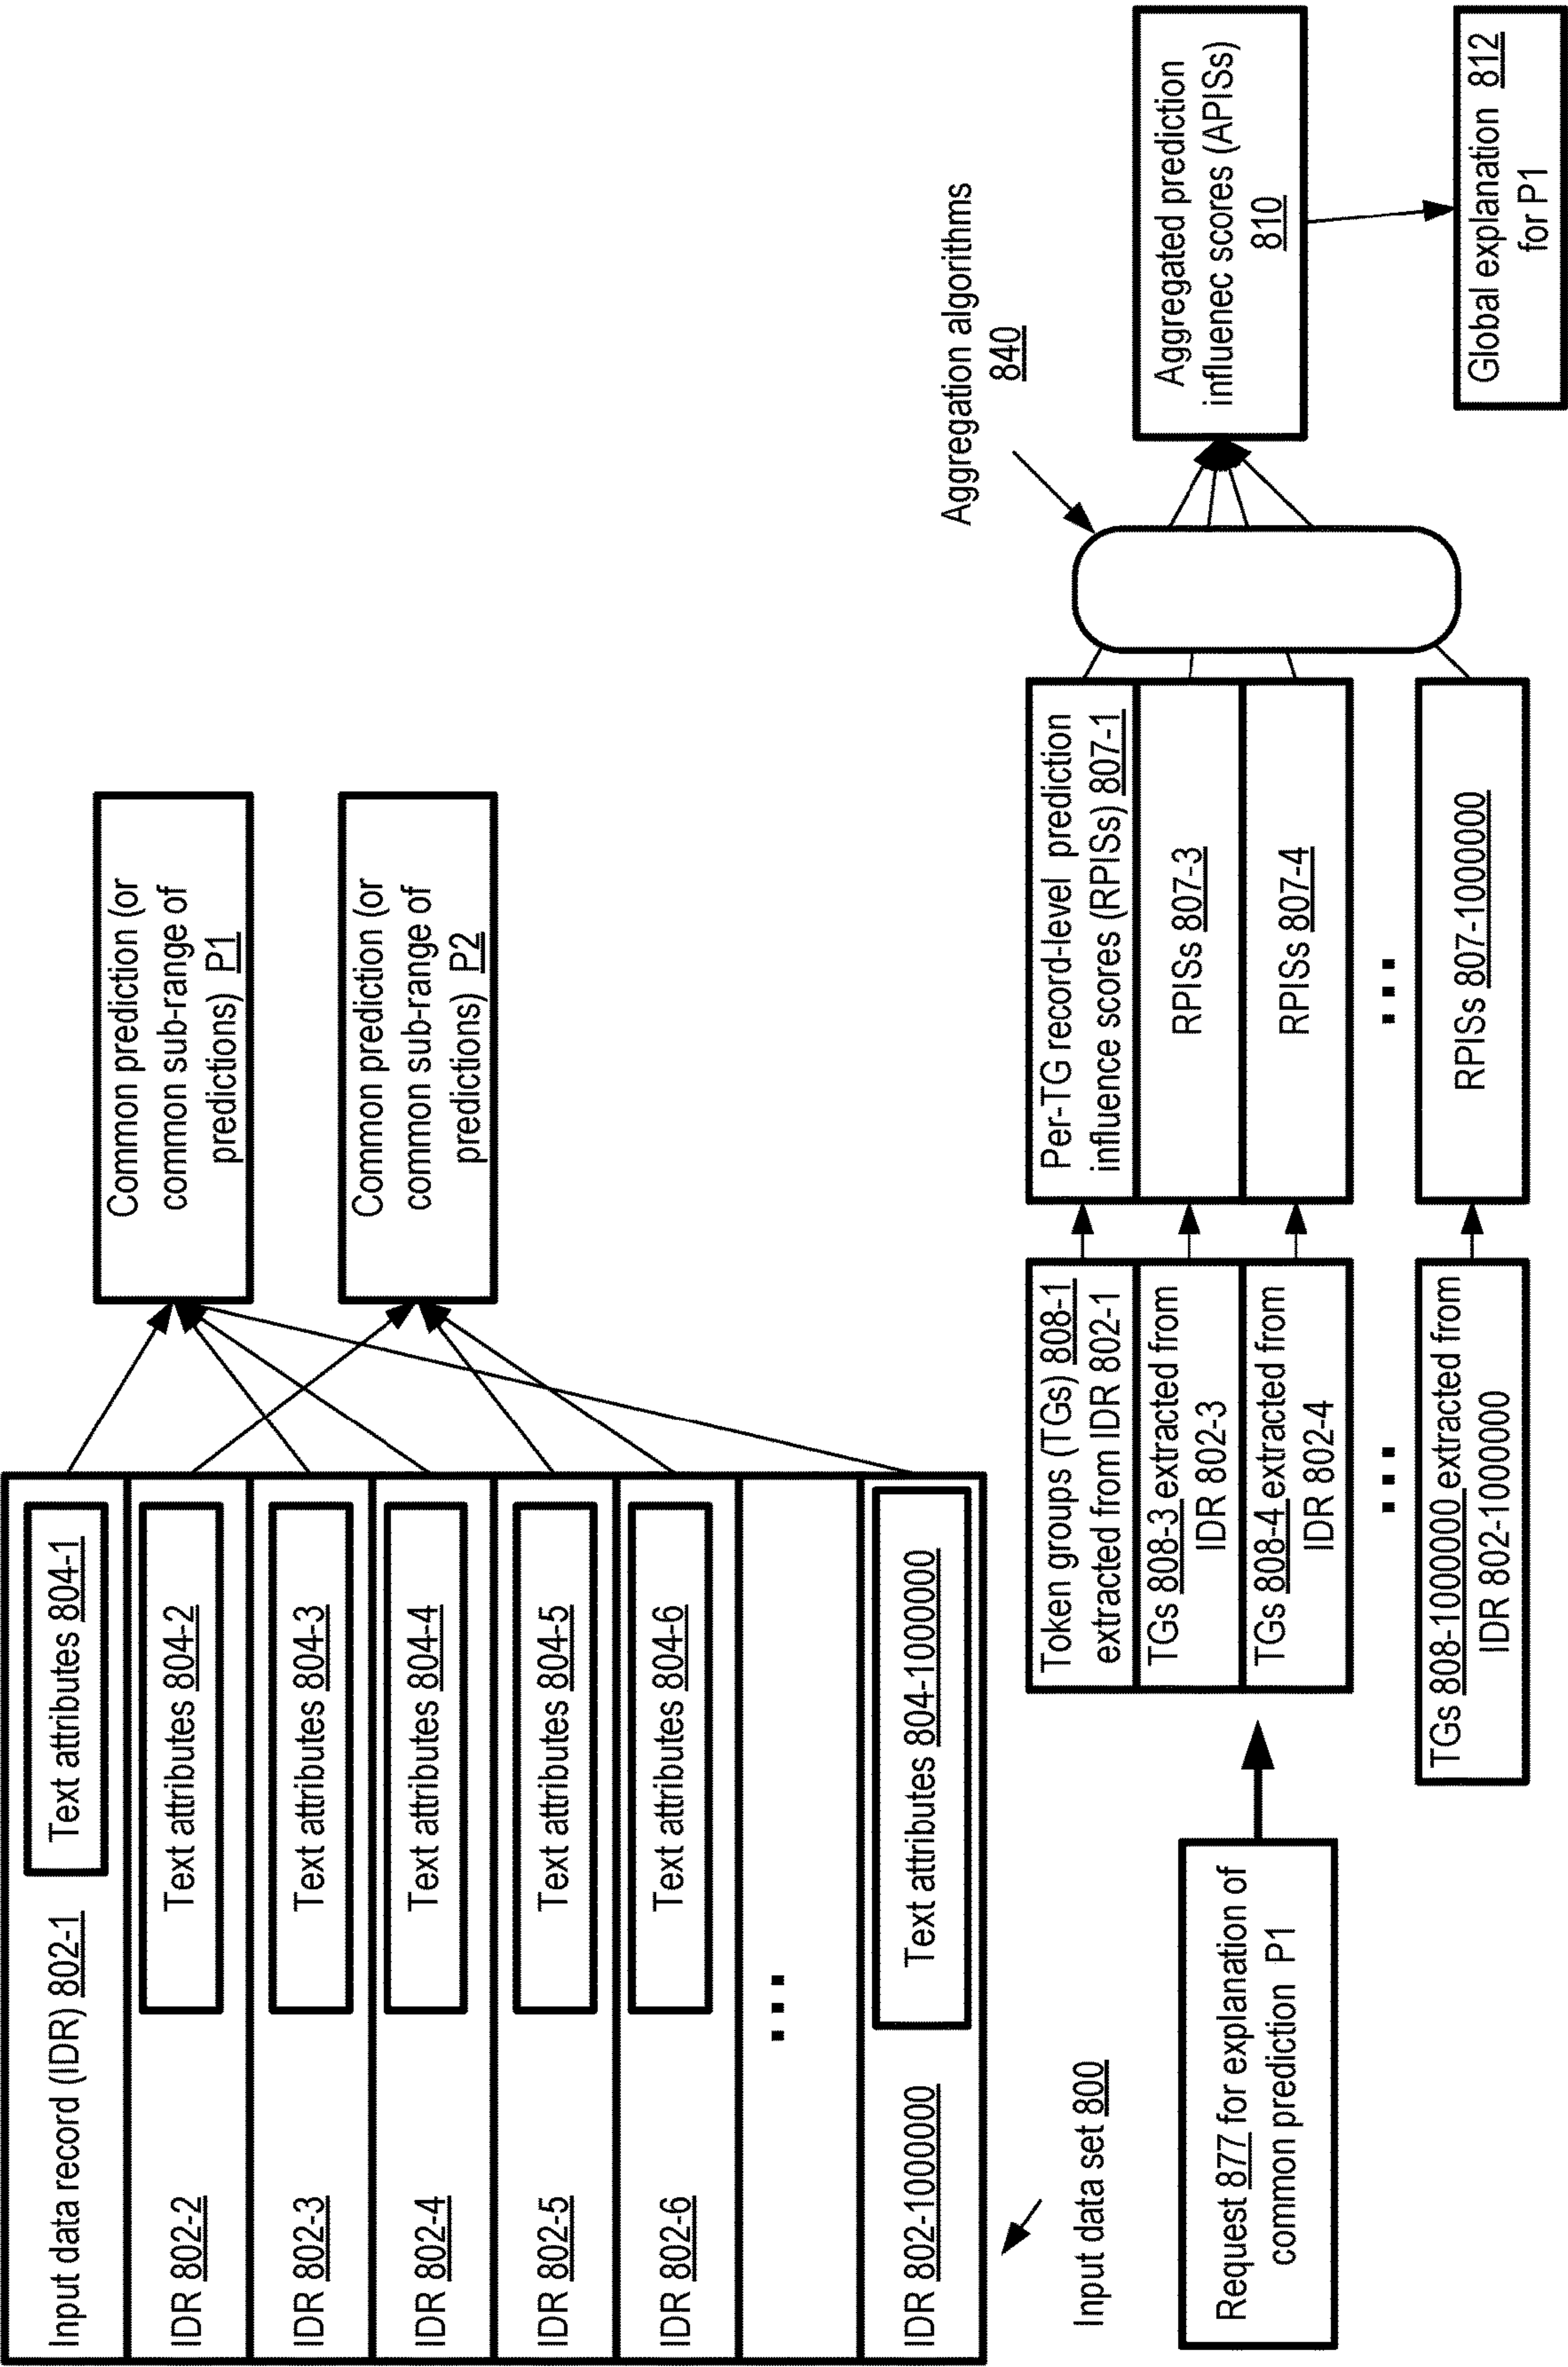 Input data record (IDR) 802-1
Text attributes 804-1
IDR 802-2
Text attributes 804-2
IDR 802-3
Text attributes 804-3
IDR 802-4
Text attributes 804-4
IDR 802-5
Text attributes 804-5
IDR 802-6
Text attributes 804-6
...
IDR 802-1000000
Text attributes 804-1000000
Input data set 800
Common prediction (or
common sub-range of
predictions) P1
Common prediction (or
common sub-range of
predictions) P2
Request 877 for explanation of
common prediction P1
Token groups (TGs) 808-1
extracted from IDR 802-1
TGs 808-3 extracted from
IDR 802-3
TGs 808-4 extracted from
IDR 802-4
...
TGs 808-1000000 extracted from
IDR 802-1000000
Per-TG record-level prediction
influence scores (RPISs) 807-1
RPISs 807-3
RPISs 807-4
...
RPISs 807-1000000
Aggregation algorithms
840
Aggregated prediction
influenec scores (APISs)
810
Global explanation 812
for P1